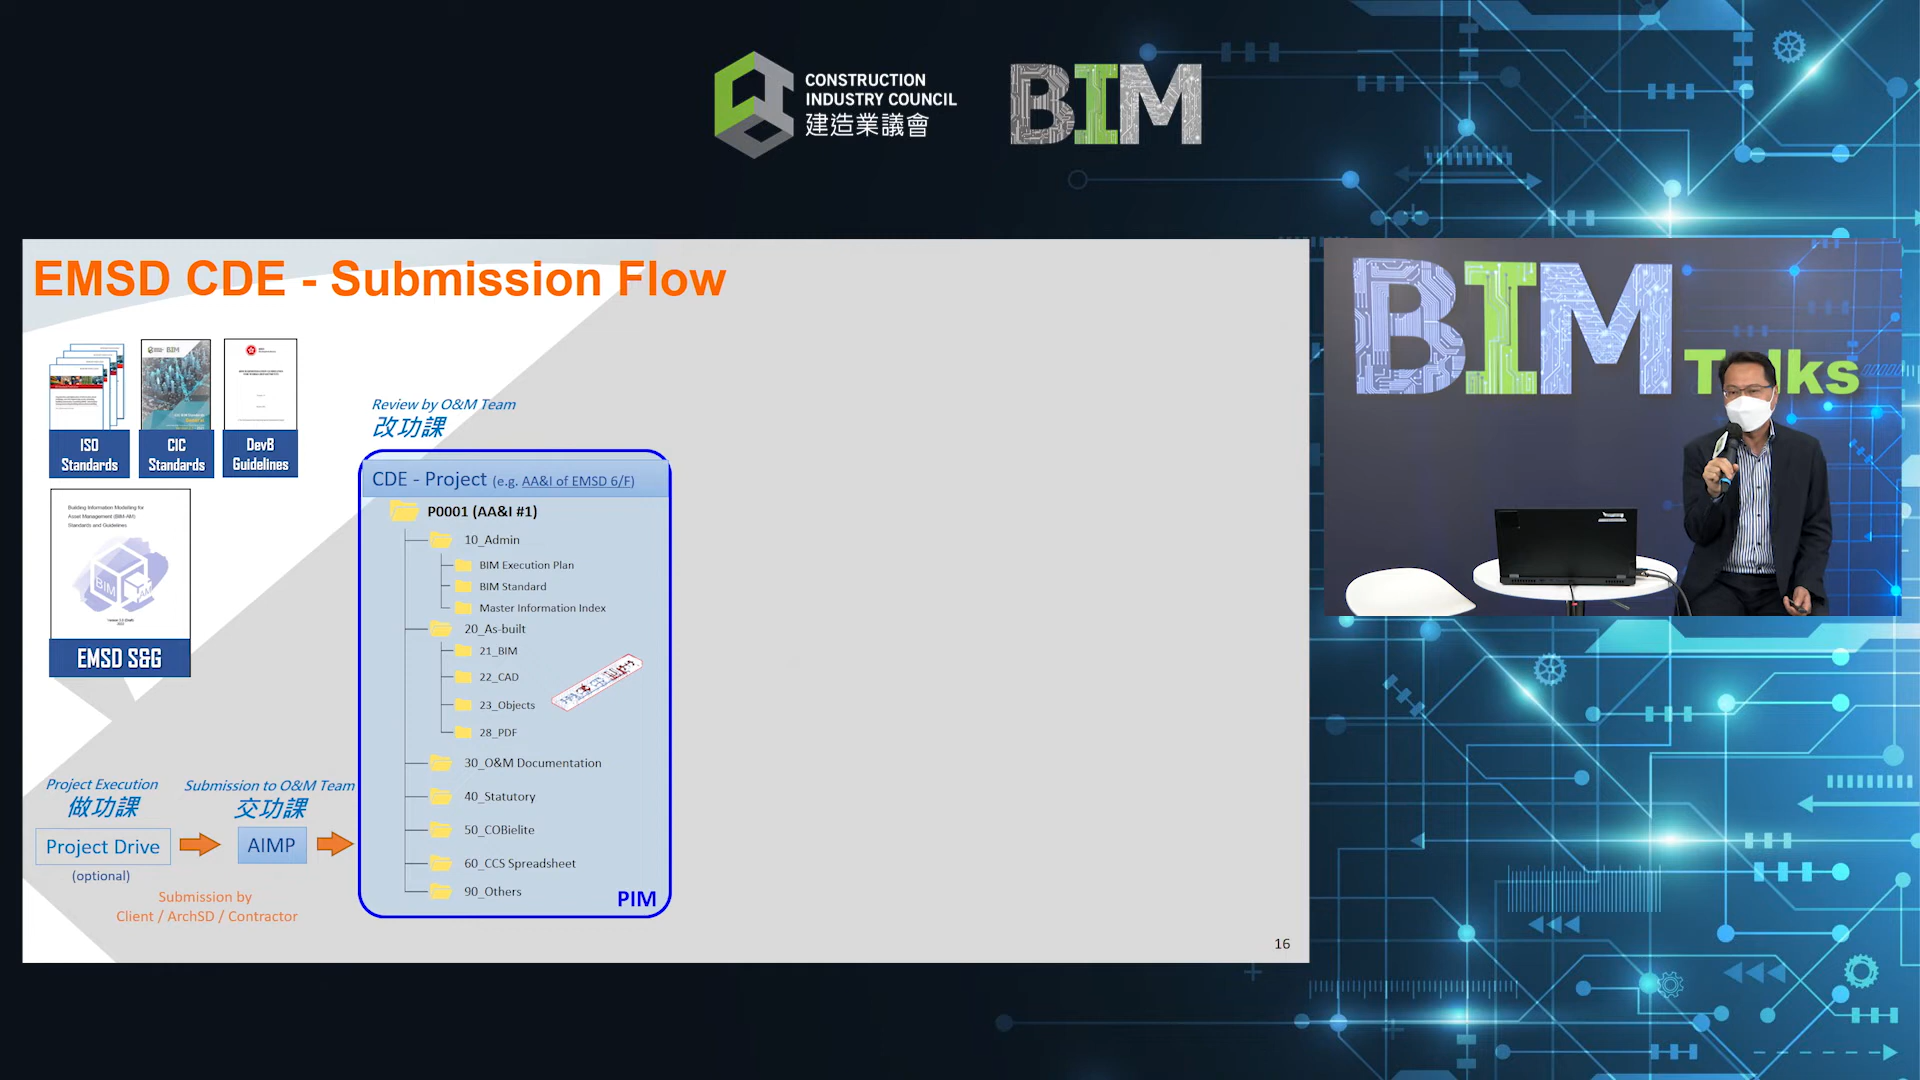 CONSTRUCTION
INDUSTRY COUNCIL
建造業議會
BIM
EMSD CDE - Submission Flow
ISO
Standards
CIC
Standards
DevB
Guidelines
Building Information Modelling for
Asset Management (BIM-AM)
Standards and Guidelines
BIM
AM
EMSD S&G
Project Execution
做功課
Project Drive
(optional)
Submission to O&M Team
交功課
AIMP
Submission by
Client / ArchSD / Contractor
Review by O&M Team
改功課
CDE - Project (e.g. AA&I of EMSD 6/F)
P0001 (AA&I #1)
10_Admin
BIM Execution Plan
BIM Standard
Master Information Index
20_As-built
21_BIM
22_CAD
23_Objects
28_PDF
30_O&M Documentation
40_Statutory
50_COBielite
60_CCS Spreadsheet
90_Others
PIM
16
BIM